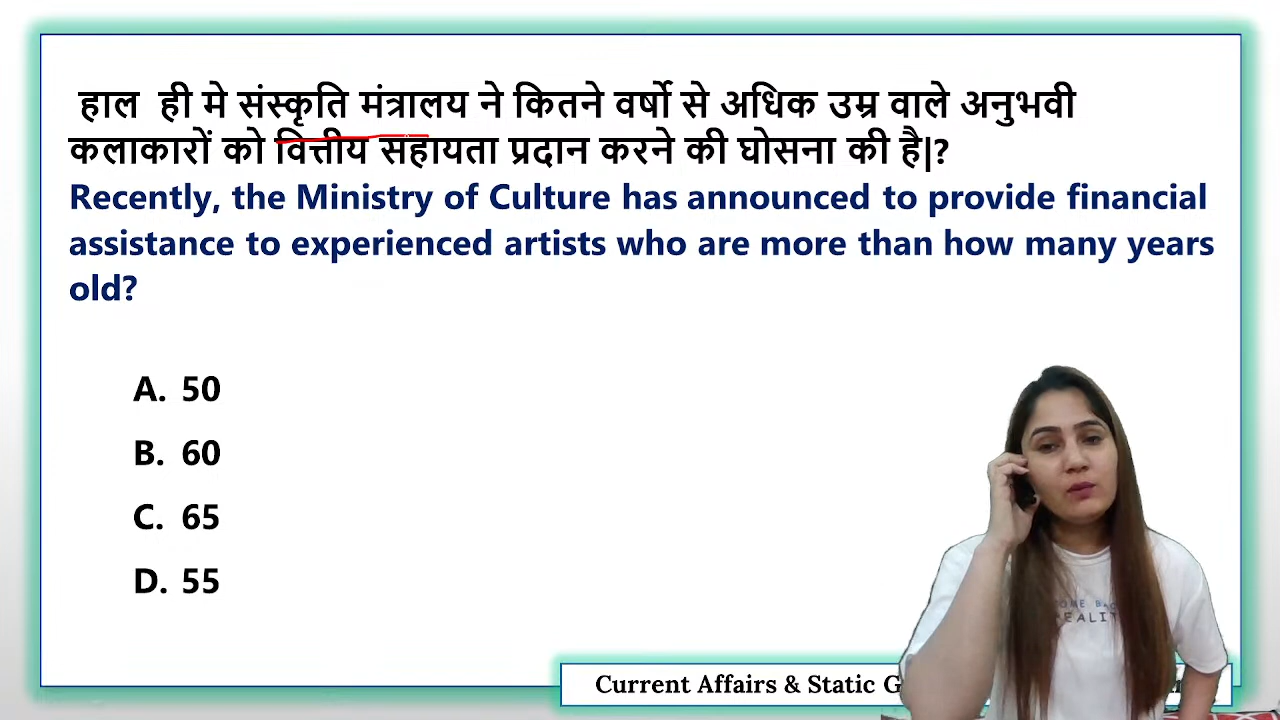 हाल ही मे संस्कृति मंत्रालय ने कितने वर्षो से अधिक उम्र वाले अनुभवी
कलाकारों को वित्तीय सहायता प्रदान करने की घोसना की है|?
Recently, the Ministry of Culture has announced to provide financial
assistance to experienced artists who are more than how many years
old?
A. 50
B. 60
C. 65
D. 55
Current Affairs & Static